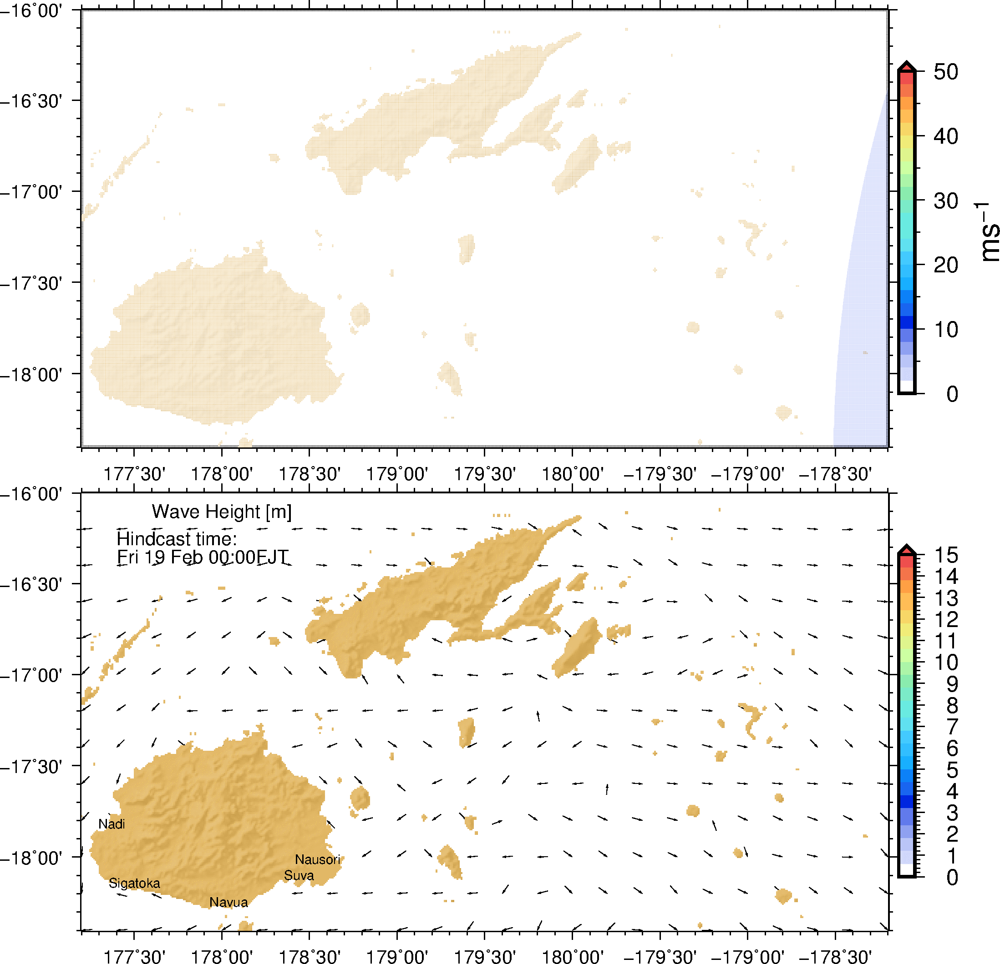 −16˚00'
−16˚30'
−17˚00'
−17˚30'
−18˚00'
50
40
30
20
10
0
ms−1
177˚30' 178˚00' 178˚30' 179˚00' 179˚30' 180˚00' −179˚30' −179˚00' −178˚30'
−16˚00'
−16˚30'
−17˚00'
−17˚30'
−18˚00'
Wave Height [m]
Hindcast time:
Fri 19 Feb 00:00FJT
Nadi
Nausori
Suva
Sigatoka
Navua
15
14
13
12
11
10
9
8
7
6
5
4
3
2
1
0
177˚30' 178˚00' 178˚30' 179˚00' 179˚30' 180˚00' −179˚30' −179˚00' −178˚30'